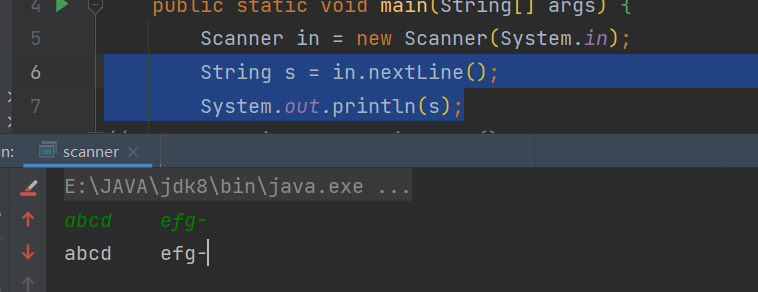 4 public static void main(String[] args) {
5 Scanner in = new Scanner(System.in);
6 String s = in.nextLine();
7 System.out.println(s);
n: scanner ×
E:\JAVA\jdk8\bin\java.exe ...
abcd    efg-
abcd    efg-